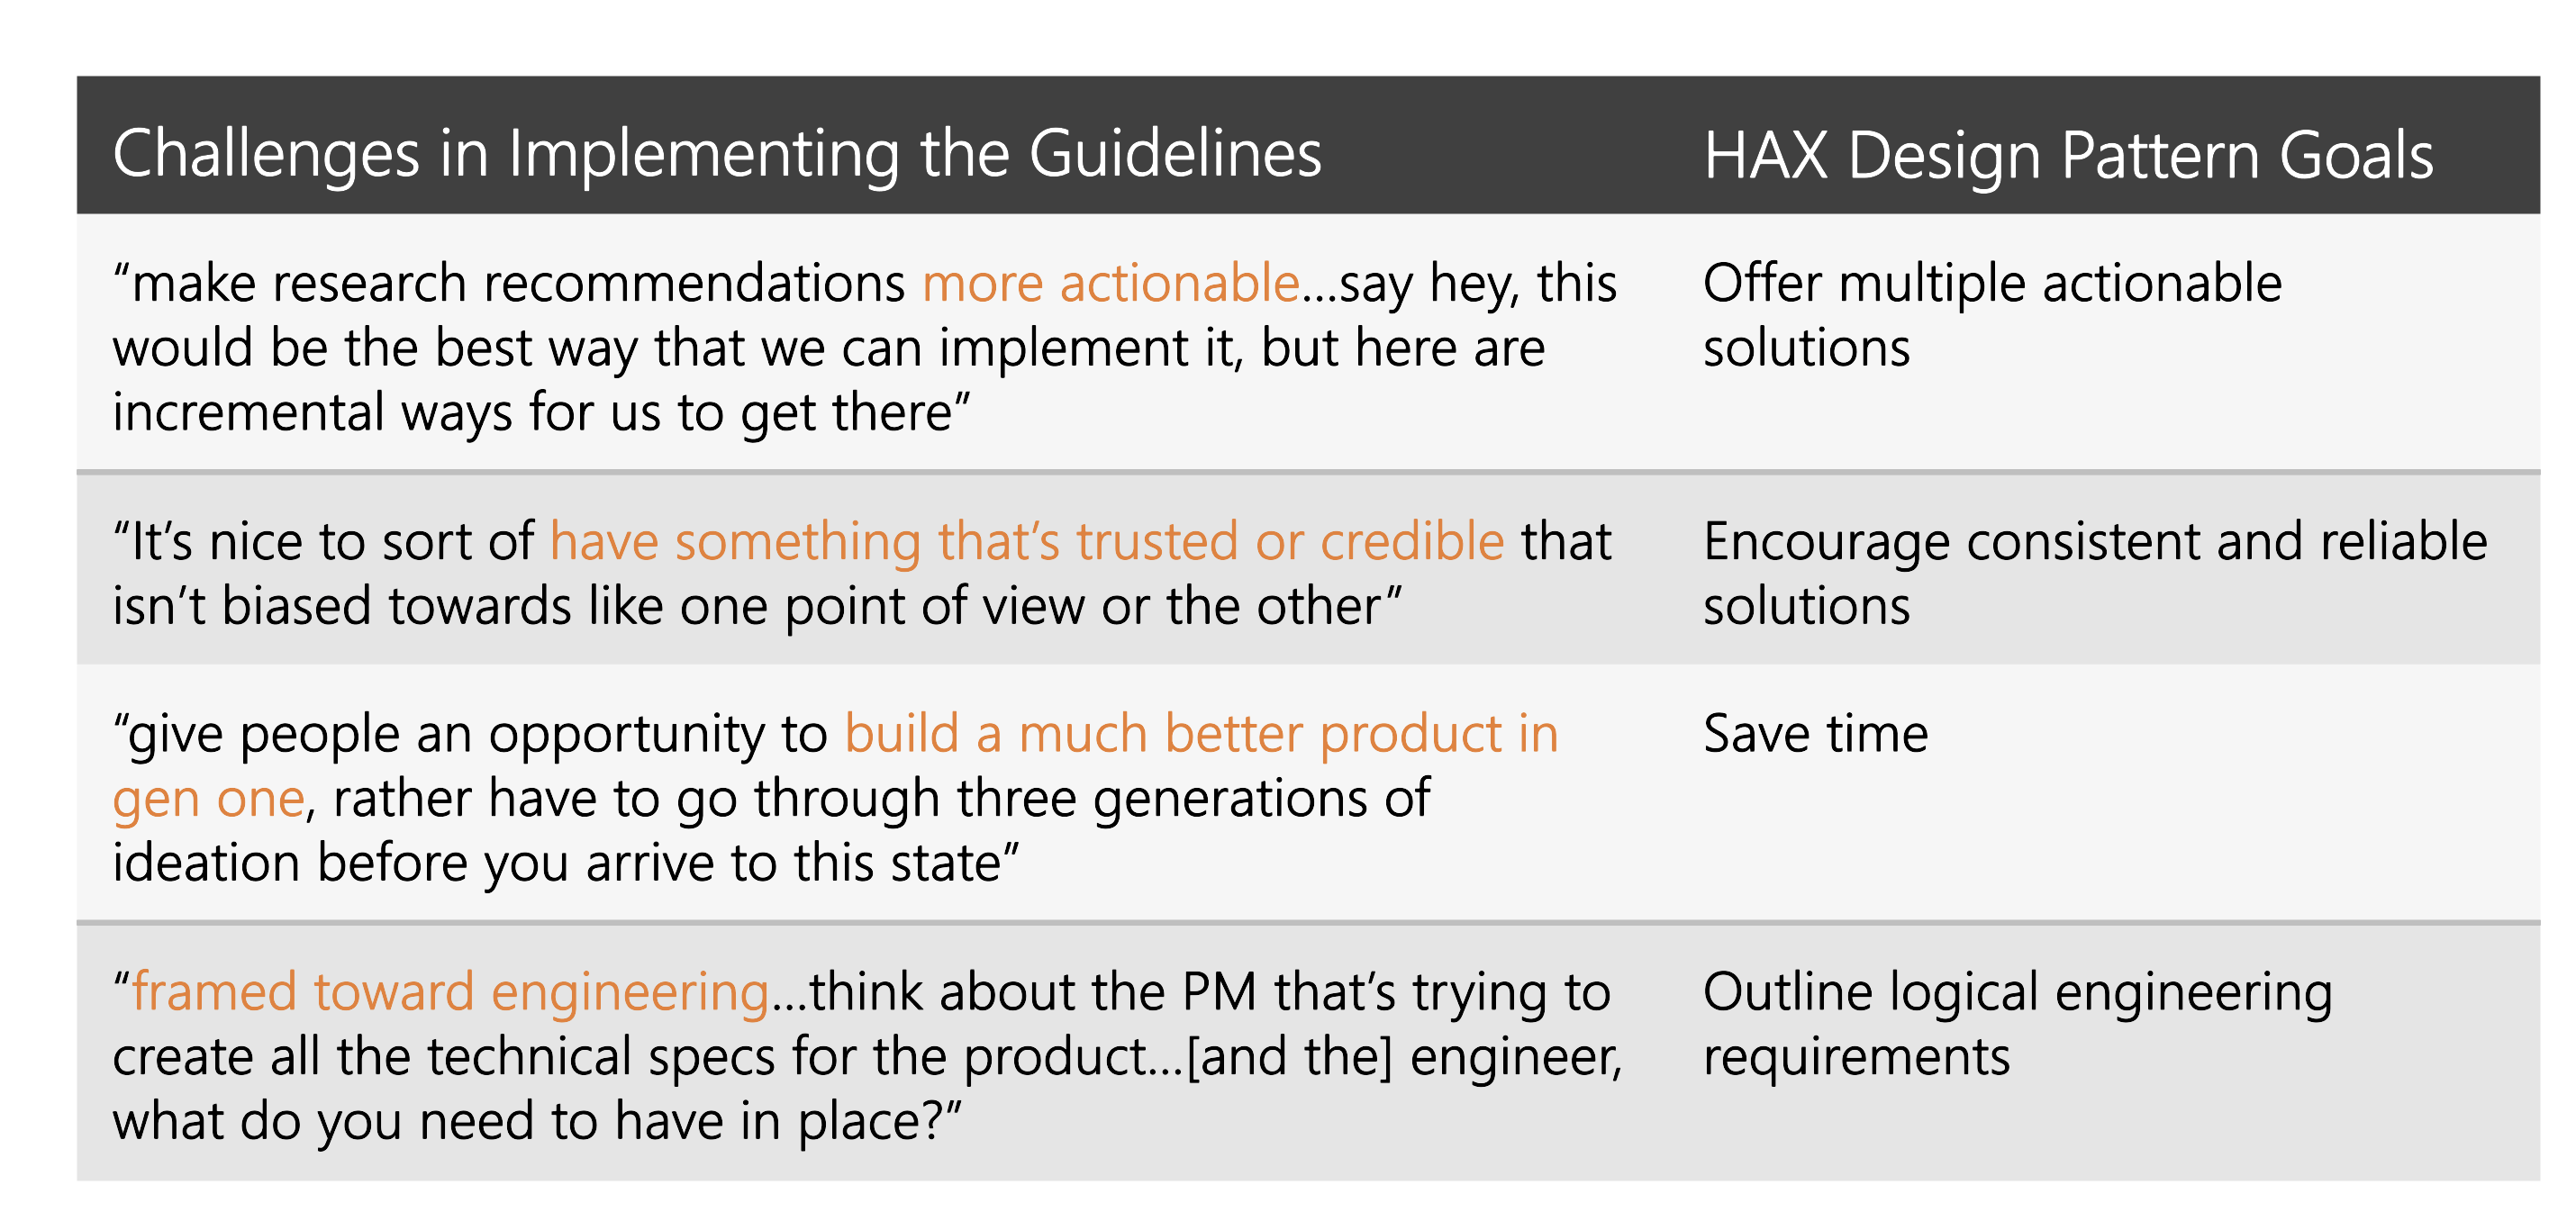 Challenges in Implementing the Guidelines
HAX Design Pattern Goals
“make research recommendations more actionable...say hey, this
would be the best way that we can implement it, but here are
incremental ways for us to get there”
Offer multiple actionable
solutions
“It’s nice to sort of have something that’s trusted or credible that
isn’t biased towards like one point of view or the other”
Encourage consistent and reliable
solutions
“give people an opportunity to build a much better product in
gen one, rather have to go through three generations of
ideation before you arrive to this state”
Save time
“framed toward engineering...think about the PM that’s trying to
create all the technical specs for the product...[and the] engineer,
what do you need to have in place?”
Outline logical engineering
requirements